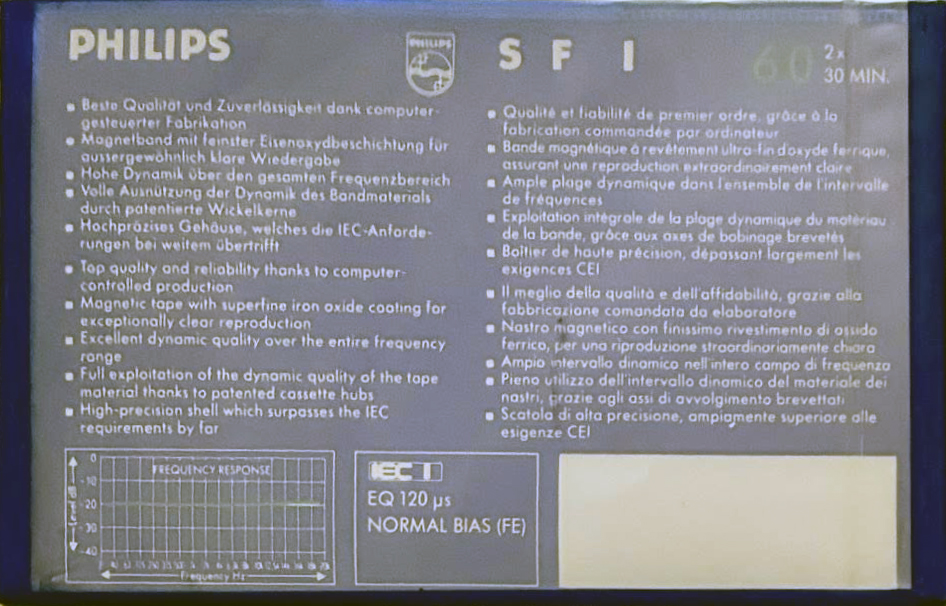 PHILIPS
PHILIPS
S F I
60
2x
30 MIN.
▪ Beste Qualität und Zuverlässigkeit dank computer-
gesteuerter Fabrikation
▪ Magnetband mit feinster Eisenoxydbeschichtung für
aussergewöhnlich klare Wiedergabe
▪ Hohe Dynamik über den gesamten Frequenzbereich
▪ Volle Ausnützung der Dynamik des Bandmaterials
durch patentierte Wickelkerne
▪ Hochpräzises Gehäuse, welches die IEC-Anforde-
rungen bei weitem übertrifft
▪ Top quality and reliability thanks to computer-
controlled production
▪ Magnetic tape with superfine iron oxide coating for
exceptionally clear reproduction
▪ Excellent dynamic quality over the entire frequency
range
▪ Full exploitation of the dynamic quality of the tape
material thanks to patented cassette hubs
▪ High-precision shell which surpasses the IEC
requirements by far
▪ Qualité et fiabilité de premier ordre, grâce à la
fabrication commandée par ordinateur
▪ Bande magnétique à revêtement ultra-fin d'oxyde ferrique,
assurant une reproduction extraordinairement claire
▪ Ample plage dynamique dans l'ensemble de l'intervalle
de fréquences
▪ Exploitation intégrale de la plage dynamique du matériau
de la bande, grâce aux axes de bobinage brevetés
▪ Boîtier de haute précision, dépassant largement les
exigences CEI
▪ Il meglio della qualità e dell'affidabilità, grazie alla
fabbricazione comandata da elaboratore
▪ Nastro magnetico con finissimo rivestimento di ossido
ferrico, per una riproduzione straordinariamente chiara
▪ Ampio intervallo dinamico nell'intero campo di frequenza
▪ Pieno utilizzo dell'intervallo dinamico del materiale dei
nastri, grazie agli assi di avvolgimento brevettati
▪ Scatola di alta precisione, ampiamente superiore alle
esigenze CEI
FREQUENCY RESPONSE
0
-10
-20
-30
-40
Level dB
Frequency Hz
IEC I
EQ 120 µs
NORMAL BIAS (FE)